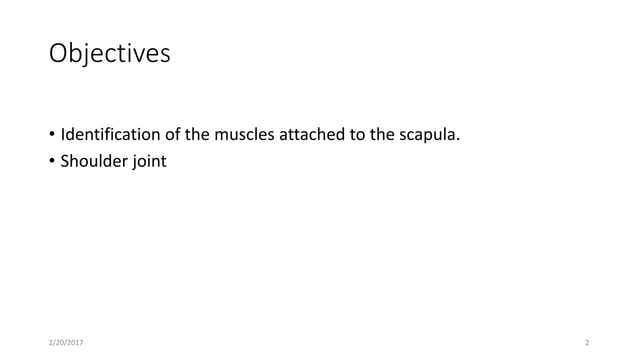 Objectives
• Identification of the muscles attached to the scapula.
• Shoulder joint
2/20/2017
2